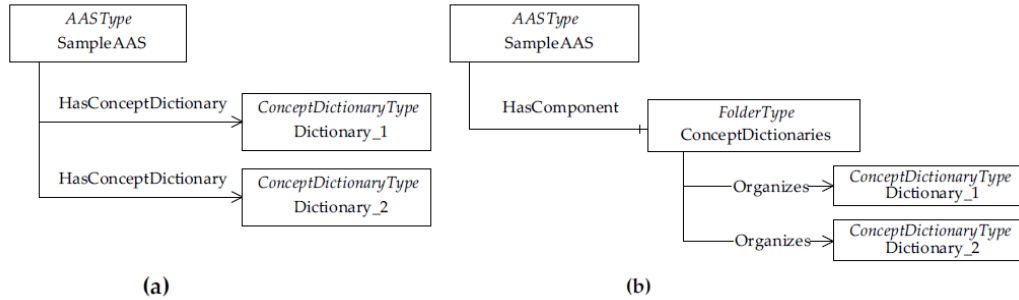 AASType
SampleAAS
HasConceptDictionary
ConceptDictionaryType
Dictionary_1
HasConceptDictionary
ConceptDictionaryType
Dictionary_2
(a)
AASType
SampleAAS
HasComponent
FolderType
ConceptDictionaries
Organizes
ConceptDictionaryType
Dictionary_1
Organizes
ConceptDictionaryType
Dictionary_2
(b)